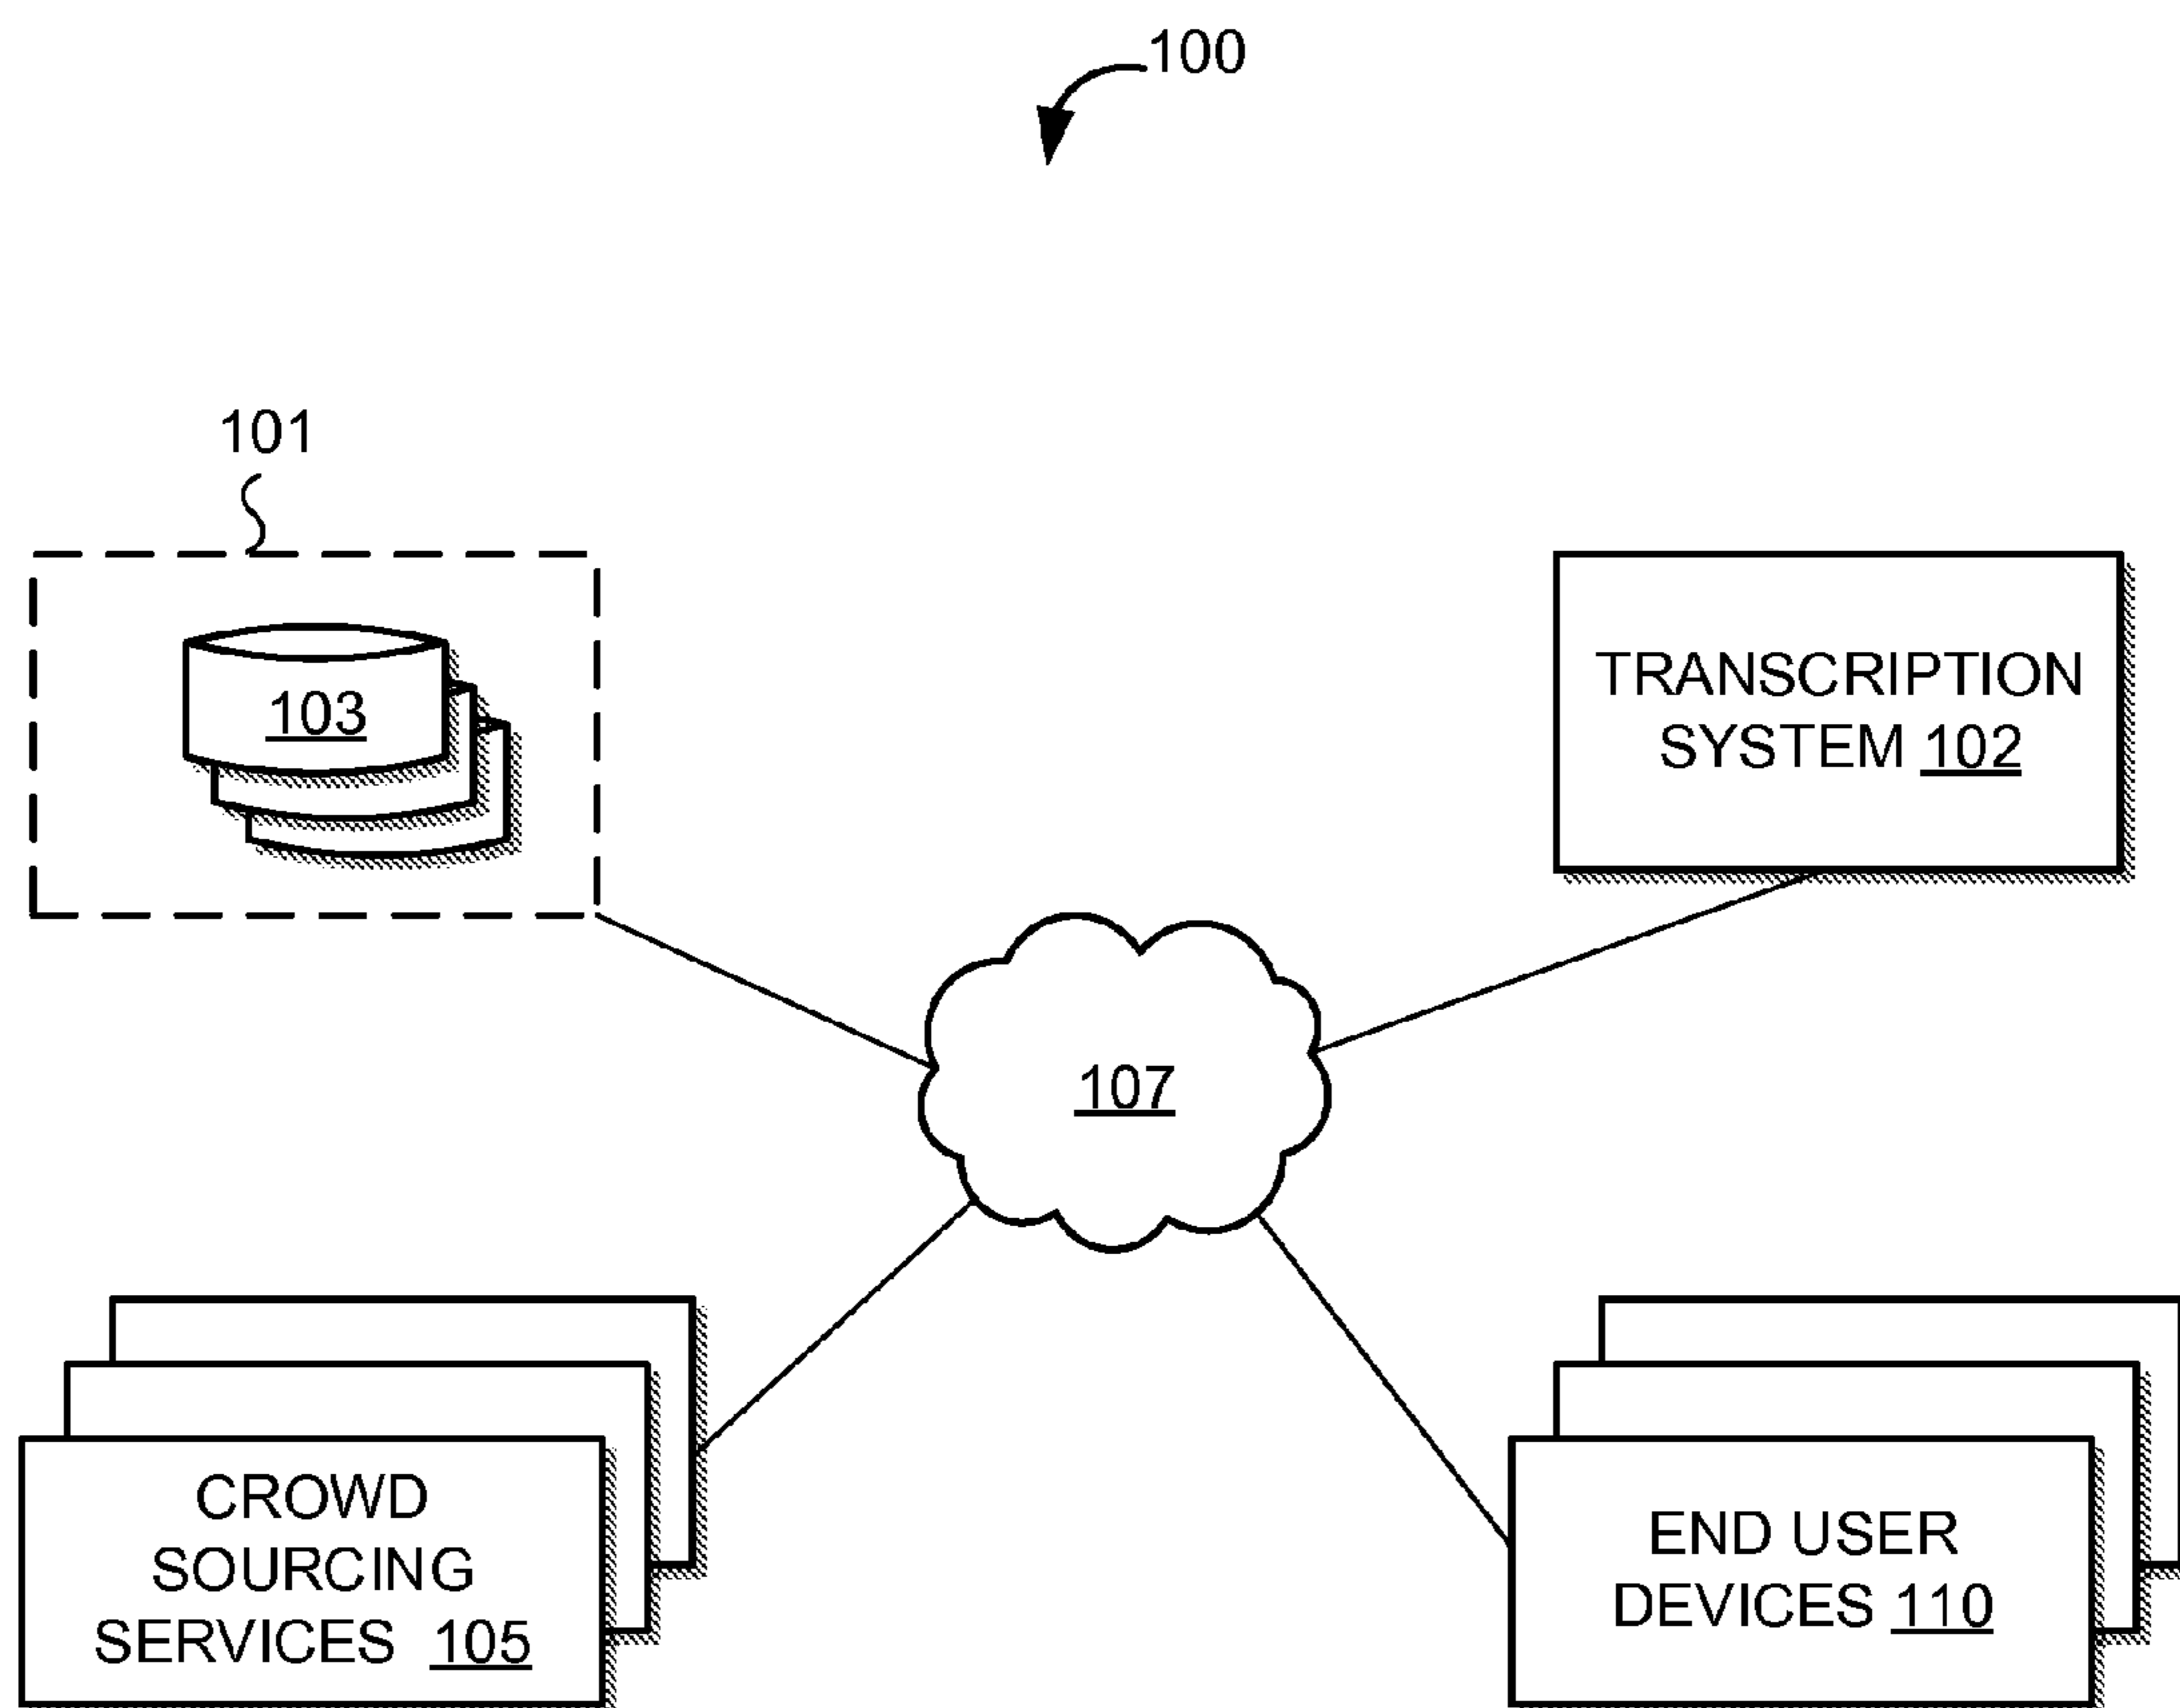 100
101
103
TRANSCRIPTION
SYSTEM 102
107
CROWD
SOURCING
SERVICES 105
END USER
DEVICES 110